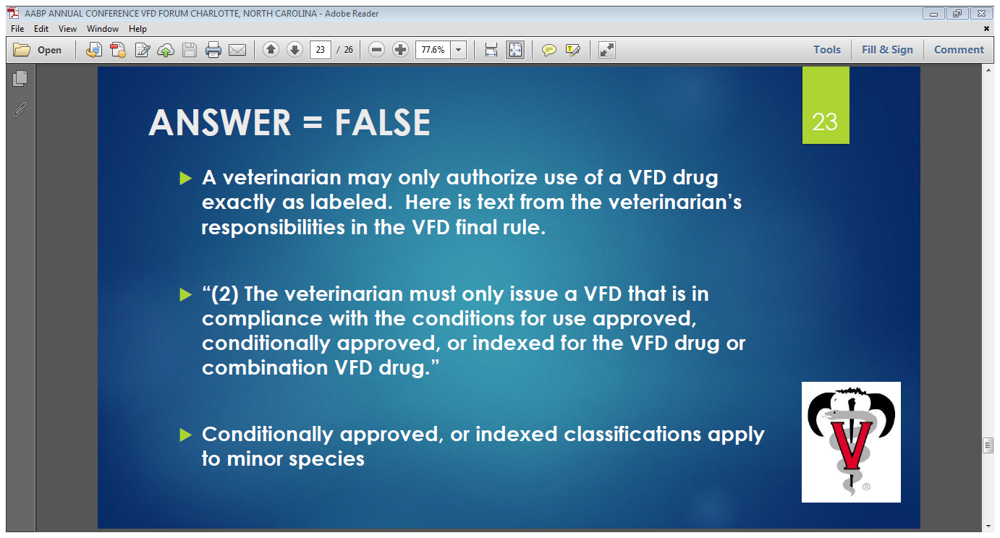 AABP ANNUAL CONFERENCE VFD FORUM CHARLOTTE, NORTH CAROLINA - Adobe Reader
File Edit View Window Help
Open 23 / 26 77.6% Tools Fill & Sign Comment
ANSWER = FALSE
23
A veterinarian may only authorize use of a VFD drug
exactly as labeled.  Here is text from the veterinarian’s
responsibilities in the VFD final rule.
“(2) The veterinarian must only issue a VFD that is in
compliance with the conditions for use approved,
conditionally approved, or indexed for the VFD drug or
combination VFD drug.”
Conditionally approved, or indexed classifications apply
to minor species
V
®